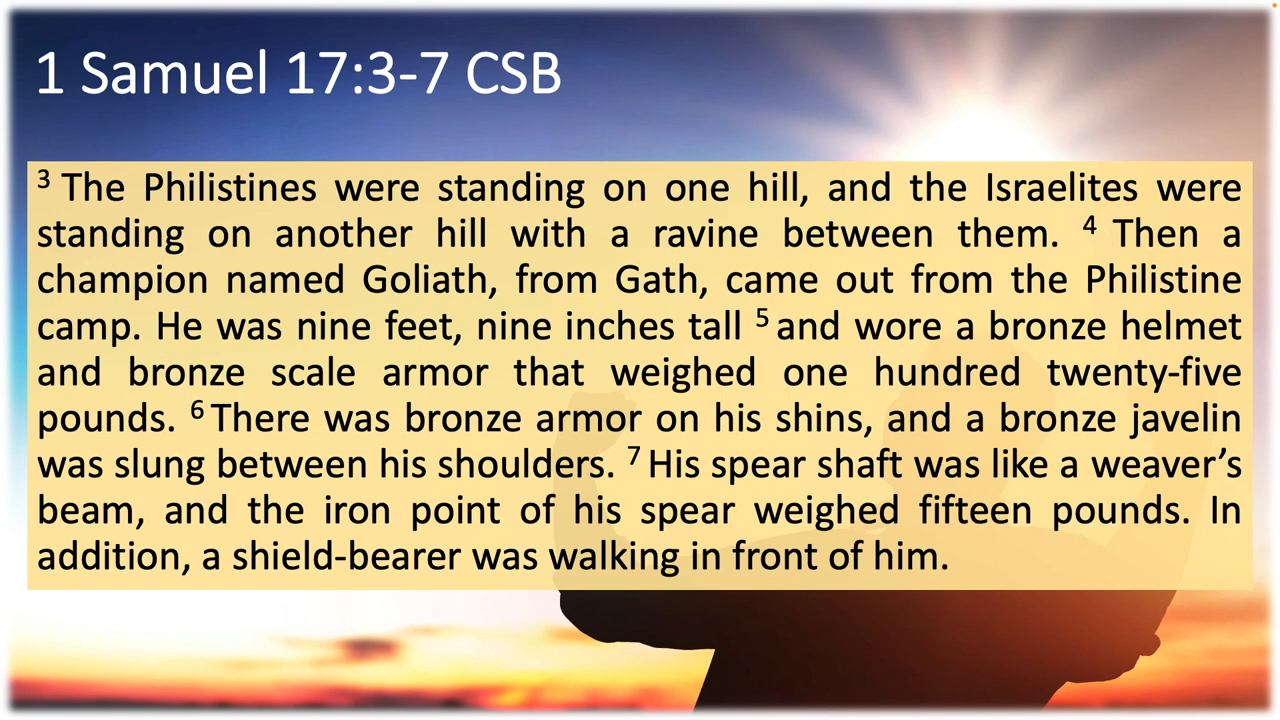 1 Samuel 17:3-7 CSB
3 The Philistines were standing on one hill, and the Israelites were
standing on another hill with a ravine between them. 4 Then a
champion named Goliath, from Gath, came out from the Philistine
camp. He was nine feet, nine inches tall 5 and wore a bronze helmet
and bronze scale armor that weighed one hundred twenty-five
pounds. 6 There was bronze armor on his shins, and a bronze javelin
was slung between his shoulders. 7 His spear shaft was like a weaver’s
beam, and the iron point of his spear weighed fifteen pounds. In
addition, a shield-bearer was walking in front of him.